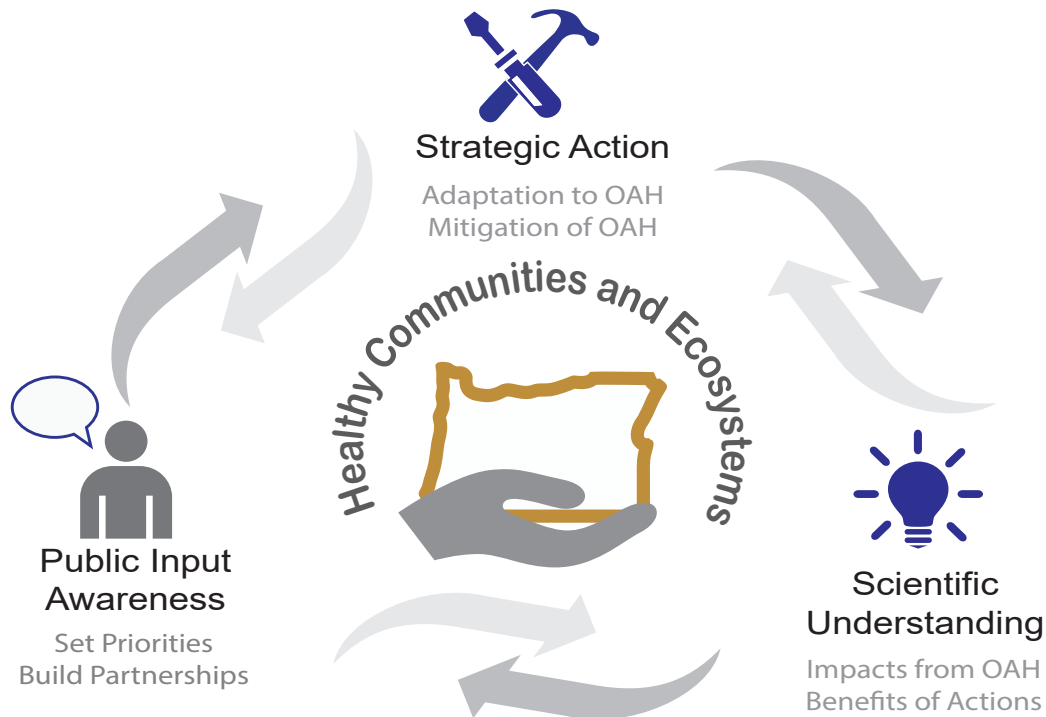 Strategic Action
Adaptation to OAH
Mitigation of OAH
Healthy Communities and Ecosystems
Public Input
Awareness
Set Priorities
Build Partnerships
Scientific
Understanding
Impacts from OAH
Benefits of Actions